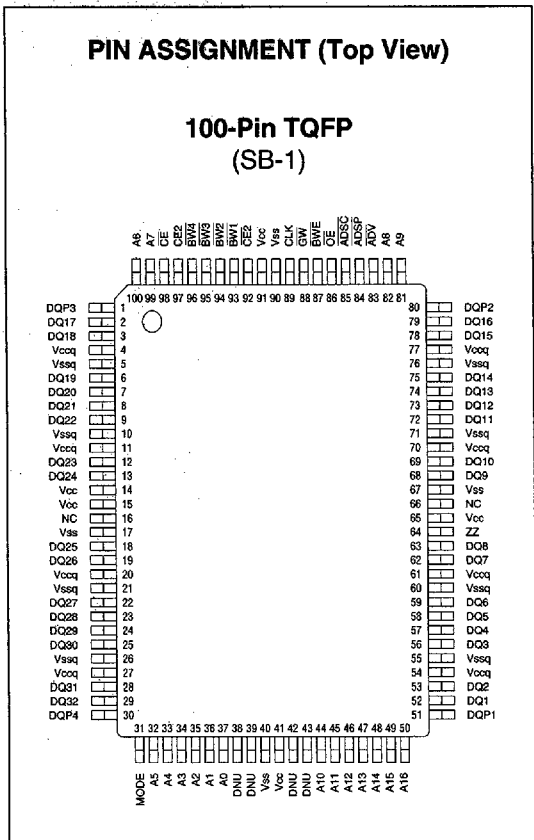 PIN ASSIGNMENT (Top View)
100-Pin TQFP
(SB-1)
A6 A7 CE CE2 BW4 BW3 BW2 BW1 CE2 Vcc Vss CLK GW BWE OE ADSC ADSP ADV A8 A9
100 99 98 97 96 95 94 93 92 91 90 89 88 87 86 85 84 83 82 81
DQP3 1 80 DQP2
DQ17 2 79 DQ16
DQ18 3 78 DQ15
Vccq 4 77 Vccq
Vssq 5 76 Vssq
DQ19 6 75 DQ14
DQ20 7 74 DQ13
DQ21 8 73 DQ12
DQ22 9 72 DQ11
Vssq 10 71 Vssq
Vccq 11 70 Vccq
DQ23 12 69 DQ10
DQ24 13 68 DQ9
Vcc 14 67 Vss
Vcc 15 66 NC
NC 16 65 Vcc
Vss 17 64 ZZ
DQ25 18 63 DQ8
DQ26 19 62 DQ7
Vccq 20 61 Vccq
Vssq 21 60 Vssq
DQ27 22 59 DQ6
DQ28 23 58 DQ5
DQ29 24 57 DQ4
DQ30 25 56 DQ3
Vssq 26 55 Vssq
Vccq 27 54 Vccq
DQ31 28 53 DQ2
DQ32 29 52 DQ1
DQP4 30 51 DQP1
31 32 33 34 35 36 37 38 39 40 41 42 43 44 45 46 47 48 49 50
MODE A5 A4 A3 A2 A1 A0 DNU DNU Vss Vcc DNU DNU A10 A11 A12 A13 A14 A15 A16